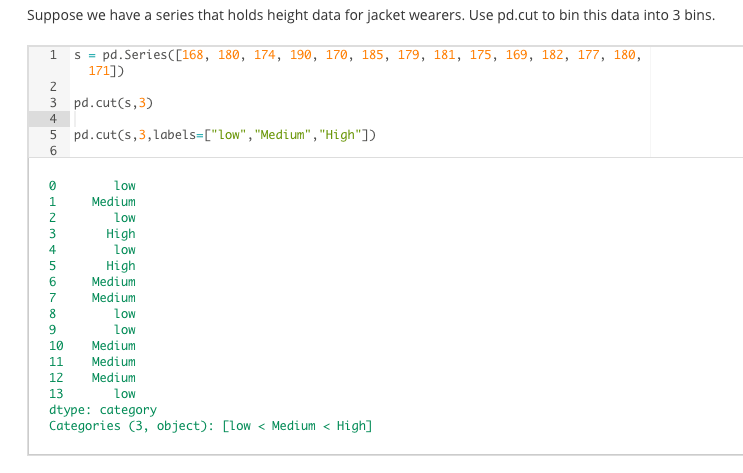 Suppose we have a series that holds height data for jacket wearers. Use pd.cut to bin this data into 3 bins.
1 s = pd.Series([168, 180, 174, 190, 170, 185, 179, 181, 175, 169, 182, 177, 180,
171])
2
3 pd.cut(s,3)
4
5 pd.cut(s,3,labels=["low","Medium","High"])
6
0 low
1 Medium
2 low
3 High
4 low
5 High
6 Medium
7 Medium
8 low
9 low
10 Medium
11 Medium
12 Medium
13 low
dtype: category
Categories (3, object): [low < Medium < High]